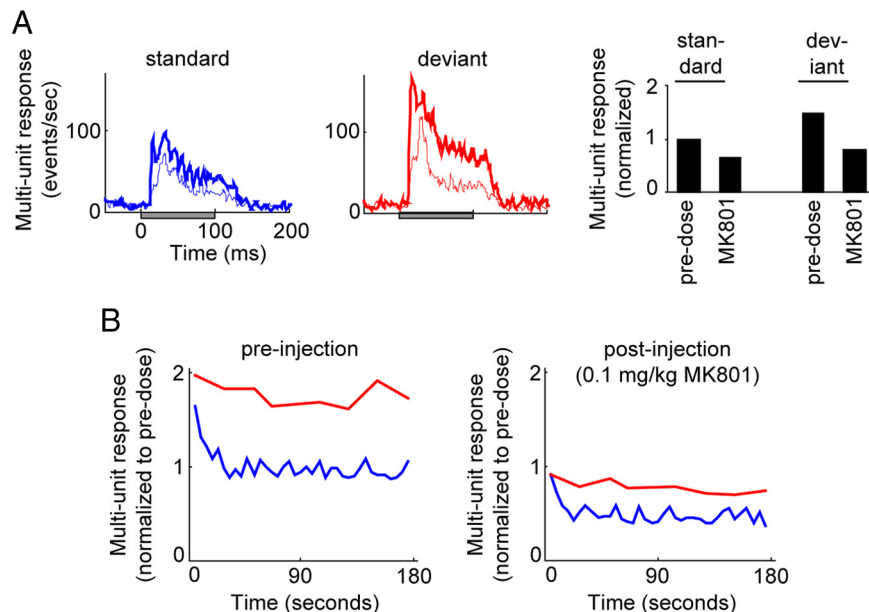 A
standard
Multi-unit response
(events/sec)
100
0
0
100
200
Time (ms)
deviant
100
0
stan-
dard
dev-
iant
Multi-unit response
(normalized)
2
1
0
pre-dose
MK801
pre-dose
MK801
B
pre-injection
Multi-unit response
(normalized to pre-dose)
2
1
0
0
90
180
Time (seconds)
post-injection
(0.1 mg/kg MK801)
Multi-unit response
(normalized to pre-dose)
2
1
0
0
90
180
Time (seconds)